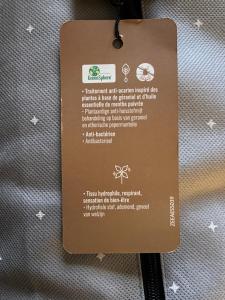 GreenSphere
• Traitement anti-acarien inspiré des
plantes à base de géraniol et d'huile
essentielle de menthe poivrée
• Plantaardige anti-huisstofmijt
behandeling op basis van geraniol
en etherische pepermuntolie
• Anti-bactérien
• Antibacterieel
• Tissu hydrophile, respirant,
sensation de bien-être
• Hydrofiele stof, ademend, gevoel
van welzijn